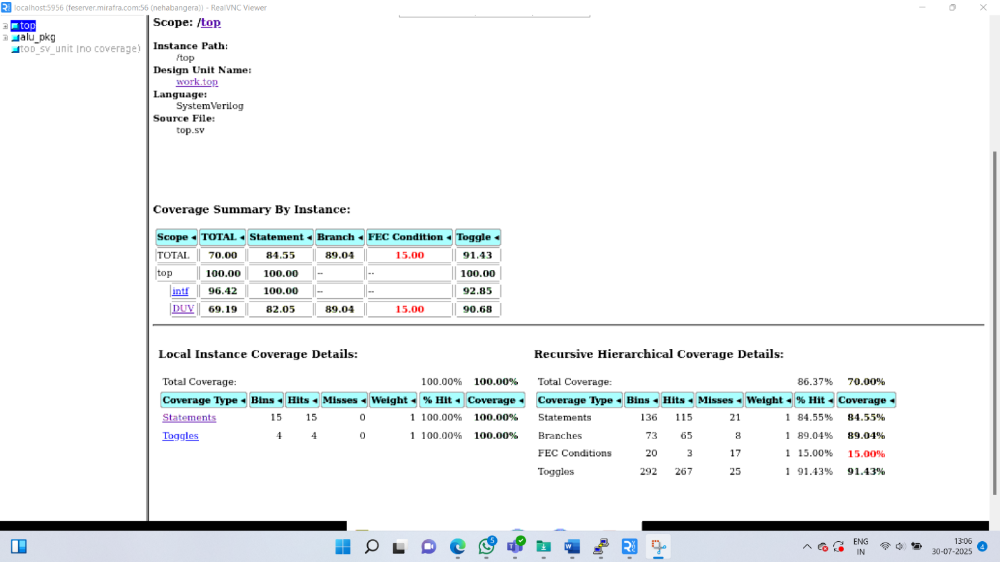 localhost:5956 (feserver.mirafra.com:56 (nehabangera)) - RealVNC Viewer
top
alu_pkg
top_sv_unit (no coverage)
Scope: /top
Instance Path:
/top
Design Unit Name:
work.top
Language:
SystemVerilog
Source File:
top.sv
Coverage Summary By Instance:
Scope TOTAL Statement Branch FEC Condition Toggle
TOTAL 70.00 84.55 89.04 15.00 91.43
top 100.00 100.00 -- -- 100.00
intf 96.42 100.00 -- -- 92.85
DUV 69.19 82.05 89.04 15.00 90.68
Local Instance Coverage Details:
Total Coverage: 100.00% 100.00%
Coverage Type Bins Hits Misses Weight % Hit Coverage
Statements 15 15 0 1 100.00% 100.00%
Toggles 4 4 0 1 100.00% 100.00%
Recursive Hierarchical Coverage Details:
Total Coverage: 86.37% 70.00%
Coverage Type Bins Hits Misses Weight % Hit Coverage
Statements 136 115 21 1 84.55% 84.55%
Branches 73 65 8 1 89.04% 89.04%
FEC Conditions 20 3 17 1 15.00% 15.00%
Toggles 292 267 25 1 91.43% 91.43%
5
ENG
IN
13:06
30-07-2025
4